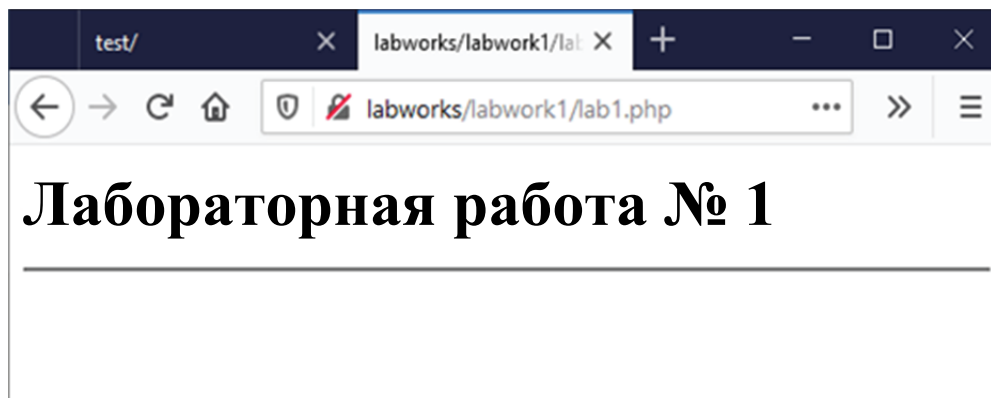 test/
labworks/labwork1/lab
labworks/labwork1/lab1.php
Лабораторная работа № 1